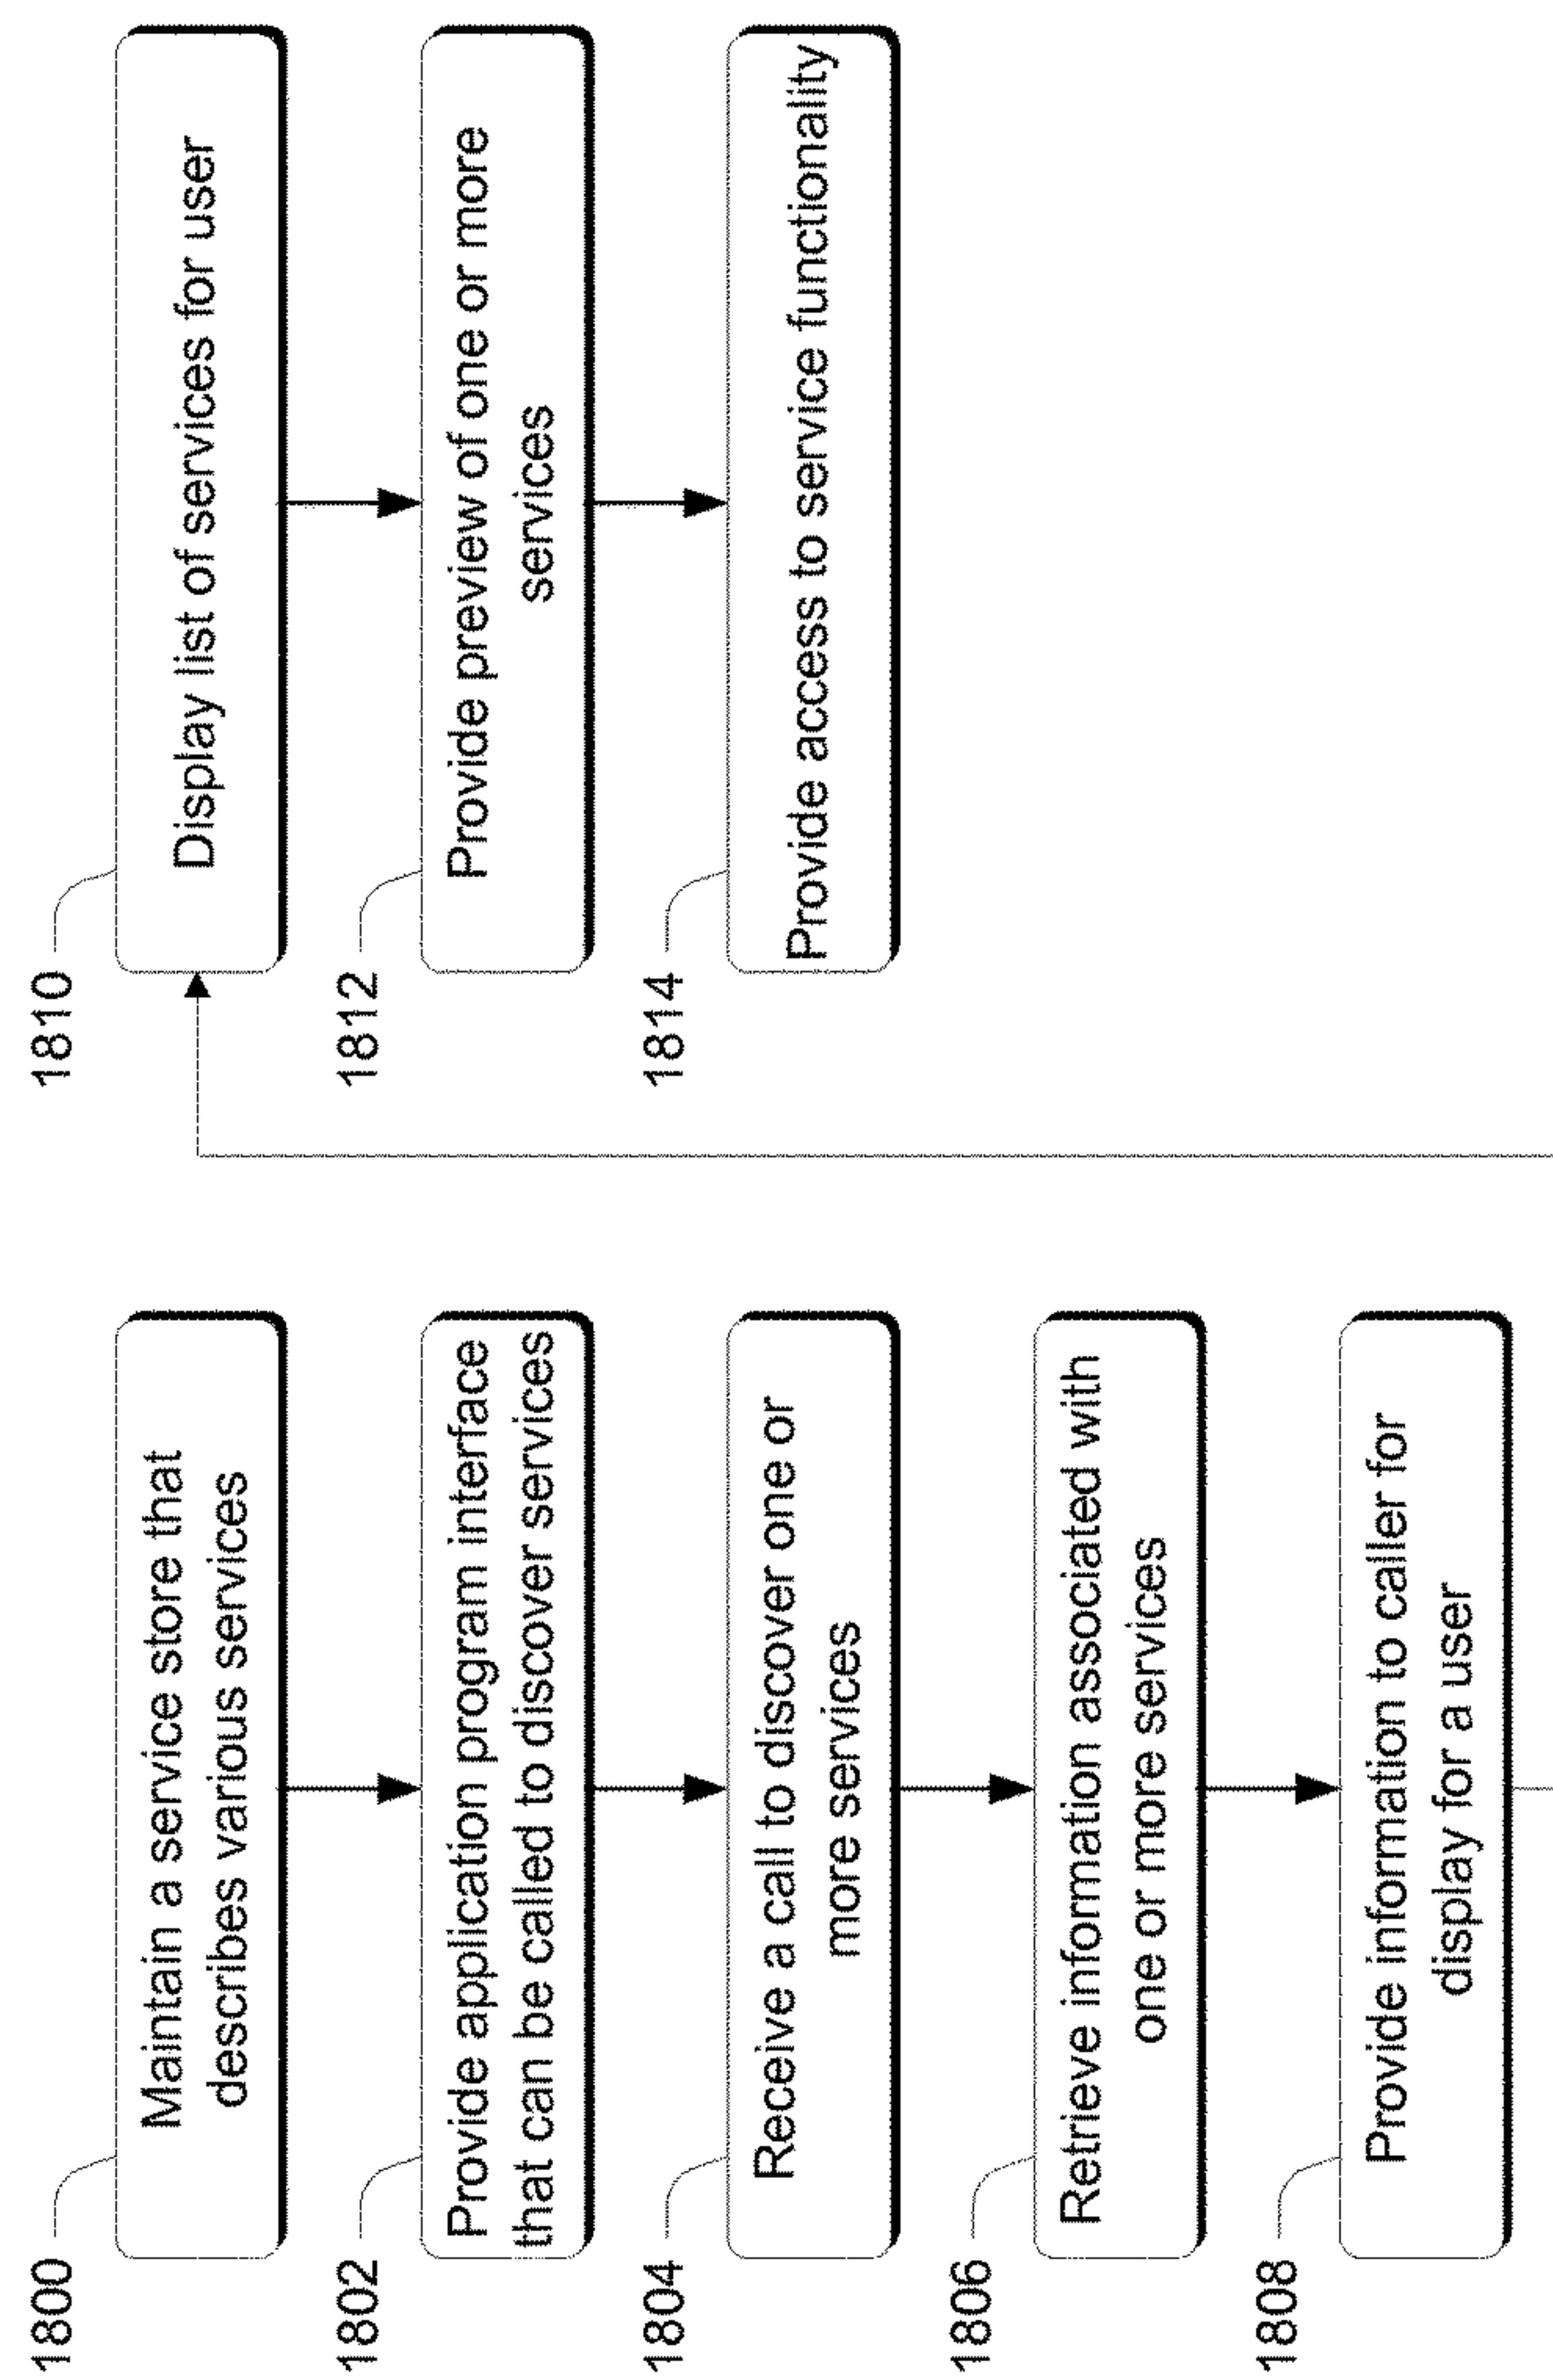 1800
Maintain a service store that
describes various services
1802
Provide application program interface
that can be called to discover services
1804
Receive a call to discover one or
more services
1806
Retrieve information associated with
one or more services
1808
Provide information to caller for
display for a user
1810
Display list of services for user
1812
Provide preview of one or more
services
1814
Provide access to service functionality